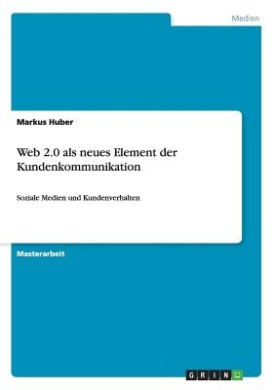 Medien
Markus Huber
Web 2.0 als neues Element der
Kundenkommunikation
Soziale Medien und Kundenverhalten
Masterarbeit
GRIN